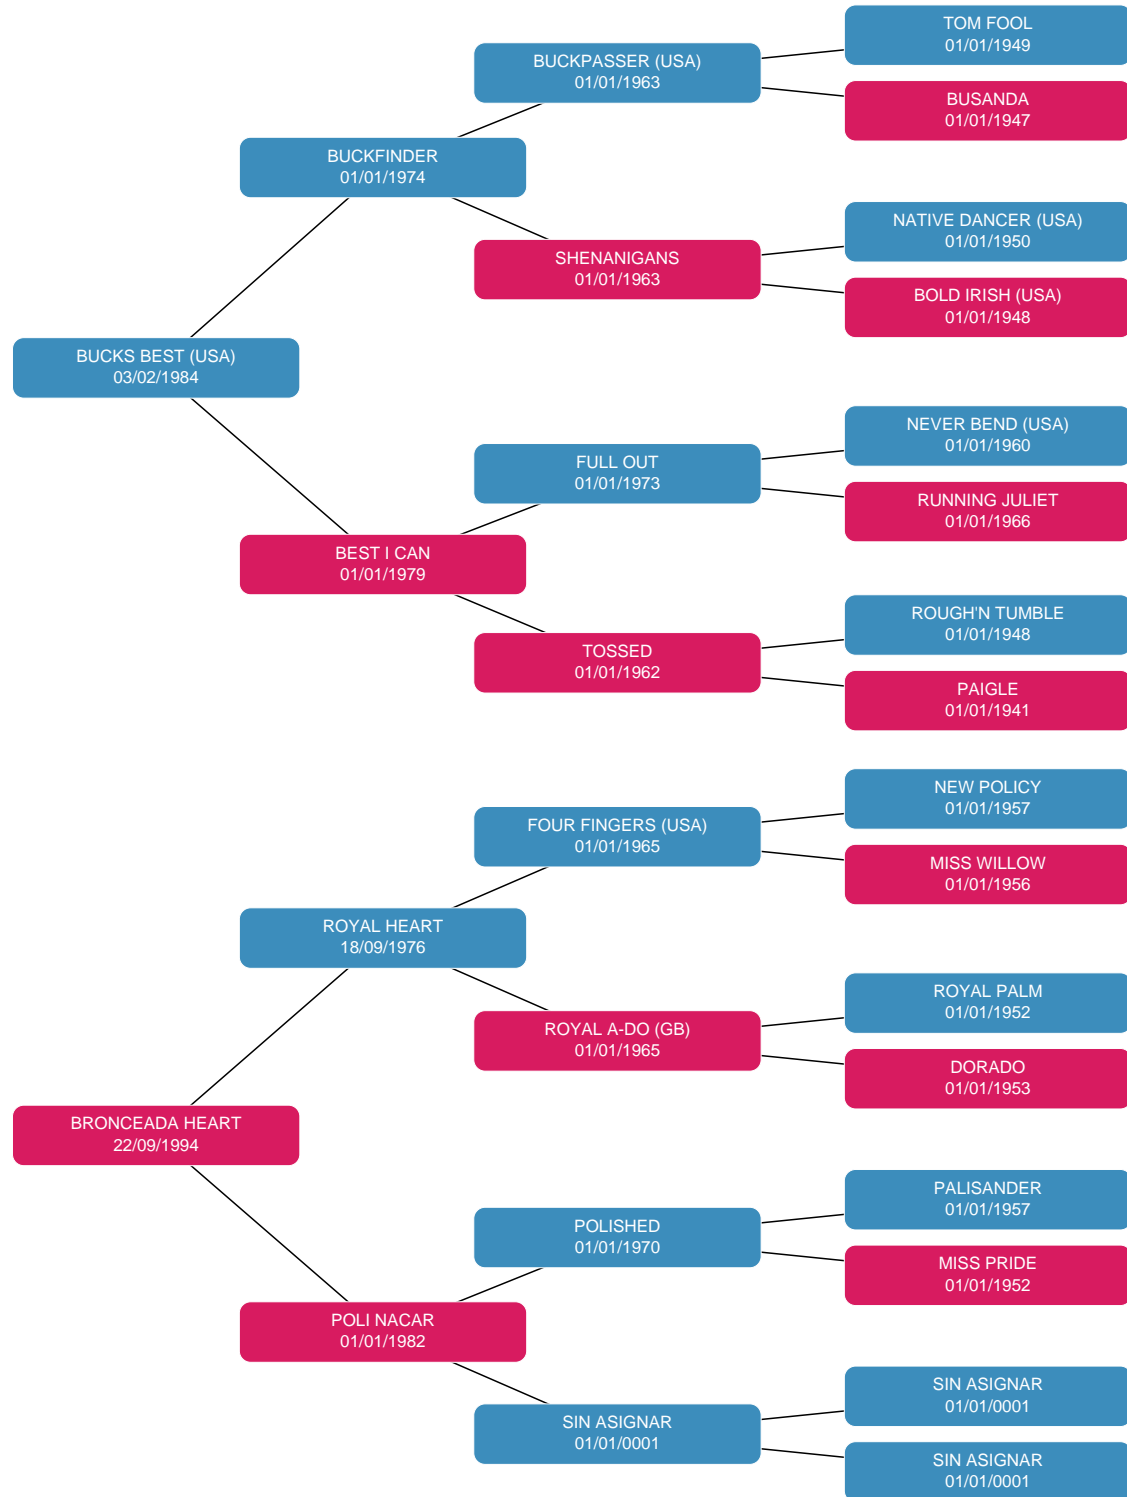 TOM FOOL
01/01/1949
BUCKPASSER (USA)
01/01/1963
BUSANDA
01/01/1947
BUCKFINDER
01/01/1974
NATIVE DANCER (USA)
01/01/1950
SHENANIGANS
01/01/1963
BOLD IRISH (USA)
01/01/1948
BUCKS BEST (USA)
03/02/1984
NEVER BEND (USA)
01/01/1960
FULL OUT
01/01/1973
RUNNING JULIET
01/01/1966
BEST I CAN
01/01/1979
ROUGH'N TUMBLE
01/01/1948
TOSSED
01/01/1962
PAIGLE
01/01/1941
NEW POLICY
01/01/1957
FOUR FINGERS (USA)
01/01/1965
MISS WILLOW
01/01/1956
ROYAL HEART
18/09/1976
ROYAL PALM
01/01/1952
ROYAL A-DO (GB)
01/01/1965
DORADO
01/01/1953
BRONCEADA HEART
22/09/1994
PALISANDER
01/01/1957
POLISHED
01/01/1970
MISS PRIDE
01/01/1952
POLI NACAR
01/01/1982
SIN ASIGNAR
01/01/0001
SIN ASIGNAR
01/01/0001
SIN ASIGNAR
01/01/0001